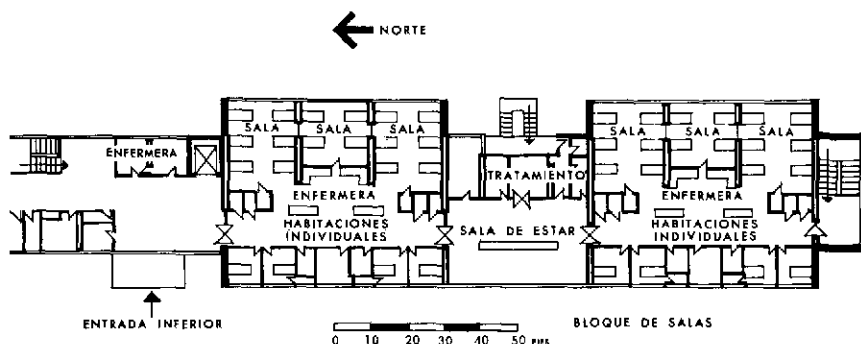 NORTE
SALA SALA SALA SALA SALA SALA
ENFERMERA
TRATAMIENTO
ENFERMERA ENFERMERA
HABITACIONES INDIVIDUALES
SALA DE ESTAR
HABITACIONES INDIVIDUALES
ENTRADA INFERIOR
BLOQUE DE SALAS
0 10 20 30 40 50 PIES